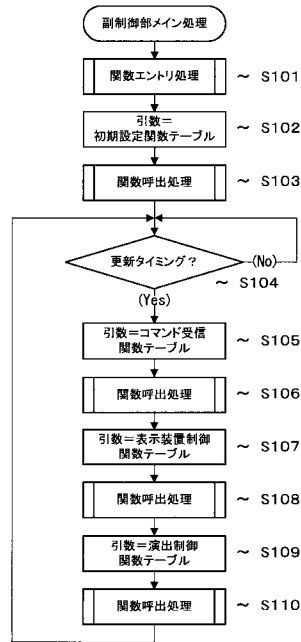 副制御部メイン処理
関数エントリ処理 ～ S101
引数＝
初期設定関数テーブル ～ S102
関数呼出処理 ～ S103
更新タイミング？ (No)
～ S104
(Yes)
引数＝コマンド受信
関数テーブル ～ S105
関数呼出処理 ～ S106
引数＝表示装置制御
関数テーブル ～ S107
関数呼出処理 ～ S108
引数＝演出制御
関数テーブル ～ S109
関数呼出処理 ～ S110